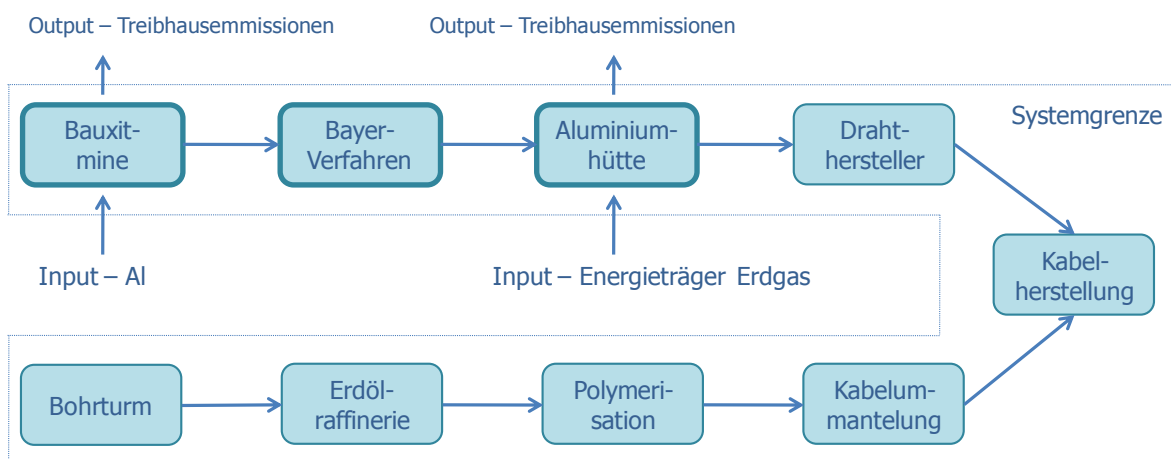 Output – Treibhausemmissionen
Output – Treibhausemmissionen
Systemgrenze
Bauxit-
mine
Bayer-
Verfahren
Aluminium-
hütte
Draht-
hersteller
Input – Al
Input – Energieträger Erdgas
Kabel-
herstellung
Bohrturm
Erdöl-
raffinerie
Polymeri-
sation
Kabelum-
mantelung